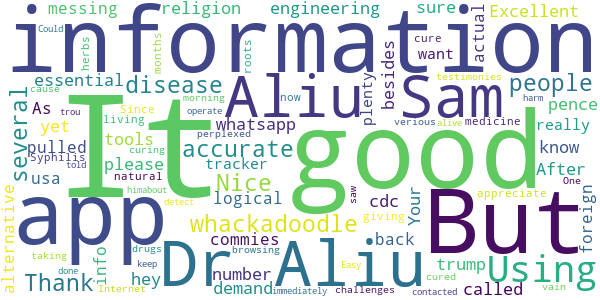 messing religion engineering sure actual Excellent
Could information
herbs months roots besides want cure
essential disease Aliu Sam testimonies people
cause As Since whatsapp plenty medicine pence
several yet tools accurate tracker verious alive harm
morning now operate perplexed really
living please
pulled Syphilis trou told It good know
usa curing Nice logical cdc After
natural himabout
app whackadoodle saw giving Your appreciate One
alternative info commies back But foreign
detect
taking drugs hey number browsing trump
Thank Dr Aliu Easy Using
done keep demand called vain
Internet immediately challenges contacted cured